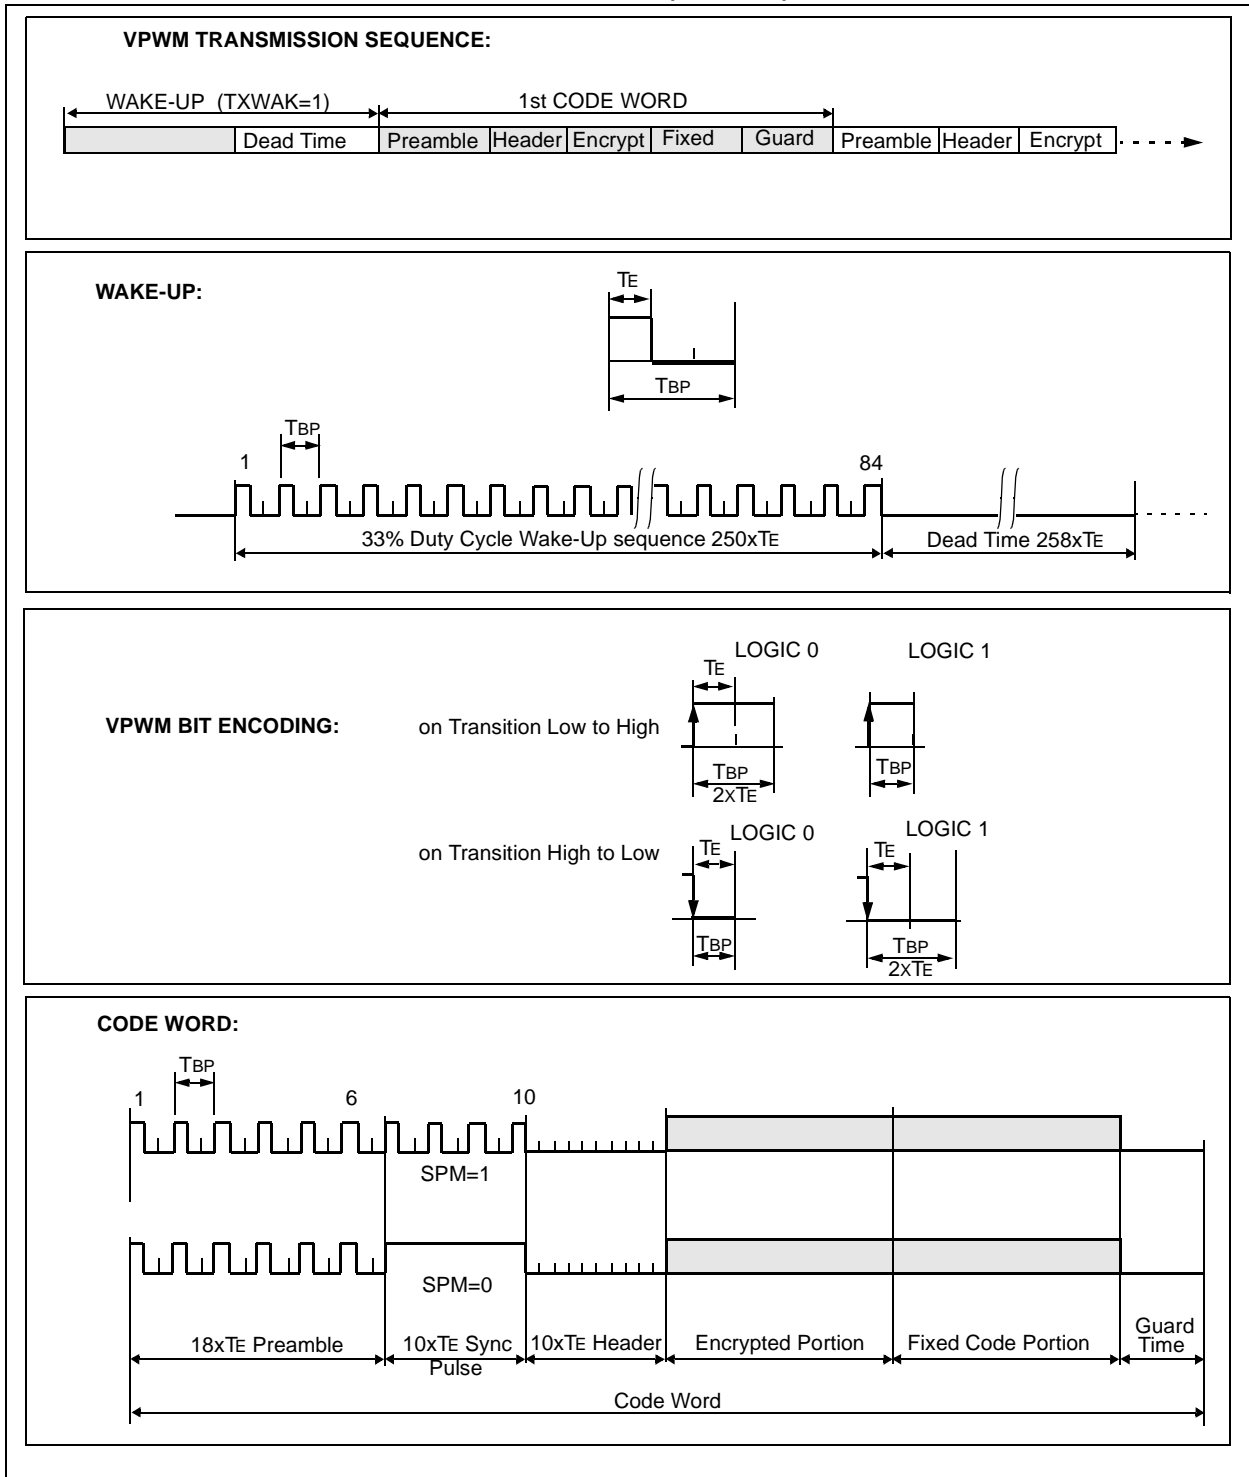 VPWM TRANSMISSION SEQUENCE:
WAKE-UP (TXWAK=1)
1st CODE WORD
Dead Time
Preamble
Header
Encrypt
Fixed
Guard
Preamble
Header
Encrypt
WAKE-UP:
TE
TBP
TBP
1
84
33% Duty Cycle Wake-Up sequence 250xTE
Dead Time 258xTE
LOGIC 0
LOGIC 1
TE
VPWM BIT ENCODING:
on Transition Low to High
TBP
2xTE
TBP
LOGIC 0
LOGIC 1
TE
TE
on Transition High to Low
TBP
TBP
2xTE
CODE WORD:
TBP
1
6
10
SPM=1
SPM=0
18xTE Preamble
10xTE Sync
Pulse
10xTE Header
Encrypted Portion
Fixed Code Portion
Guard
Time
Code Word